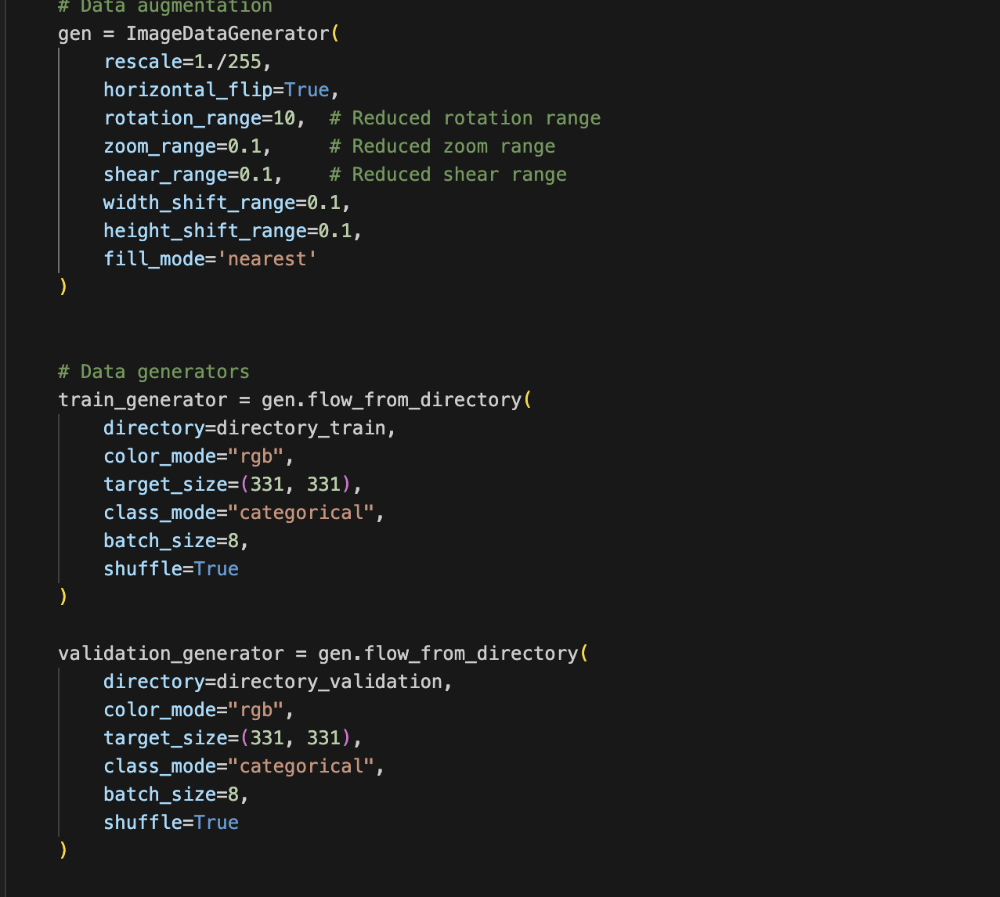 # Data augmentation
gen = ImageDataGenerator(
    rescale=1./255,
    horizontal_flip=True,
    rotation_range=10,  # Reduced rotation range
    zoom_range=0.1,     # Reduced zoom range
    shear_range=0.1,    # Reduced shear range
    width_shift_range=0.1,
    height_shift_range=0.1,
    fill_mode='nearest'
)
# Data generators
train_generator = gen.flow_from_directory(
    directory=directory_train,
    color_mode="rgb",
    target_size=(331, 331),
    class_mode="categorical",
    batch_size=8,
    shuffle=True
)
validation_generator = gen.flow_from_directory(
    directory=directory_validation,
    color_mode="rgb",
    target_size=(331, 331),
    class_mode="categorical",
    batch_size=8,
    shuffle=True
)